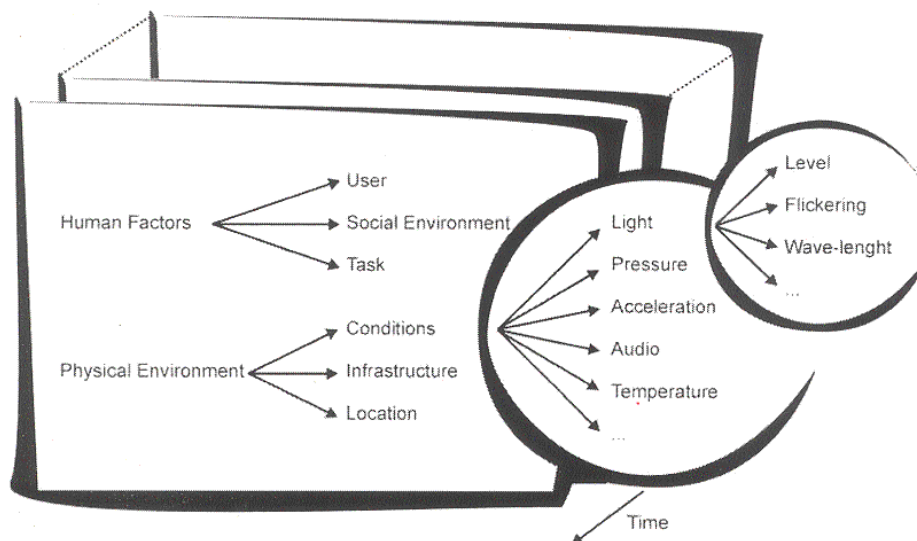 Human Factors
User
Social Environment
Task
Physical Environment
Conditions
Infrastructure
Location
Light
Pressure
Acceleration
Audio
Temperature
...
Level
Flickering
Wave-lenght
...
Time